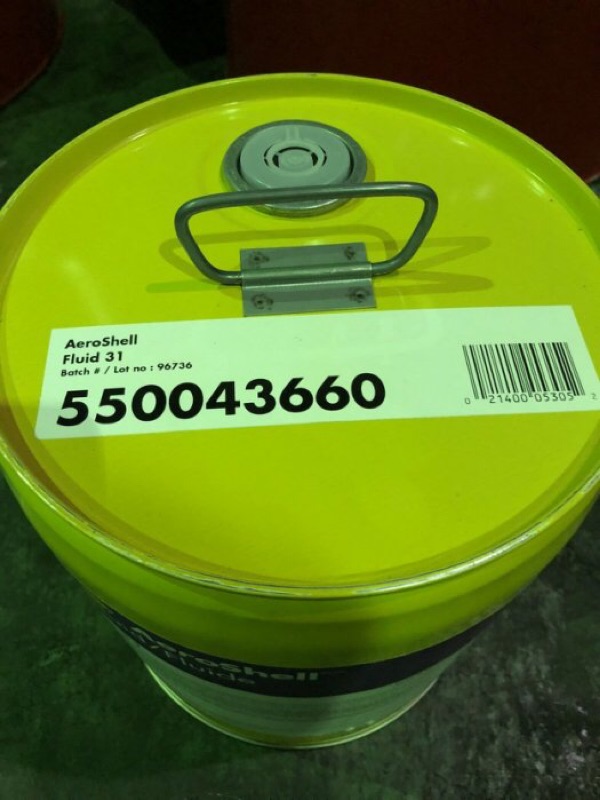 AeroShell
Fluid 31
Batch # / Lot no : 96736
550043660
0 21400 05305 2
AeroShell
Fluids